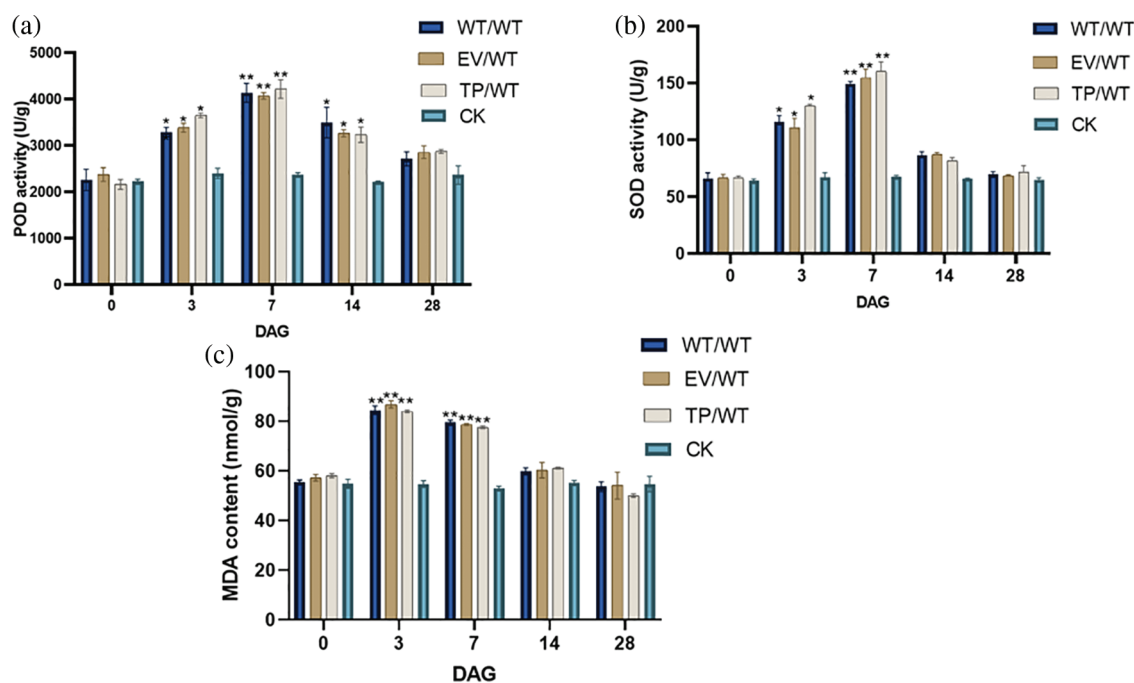 (a)
WT/WT
EV/WT
TP/WT
CK
POD activity (U/g)
5000
4000
3000
2000
1000
0
★ ★ ★
★★ ★★ ★★
★ ★ ★
0 3 7 14 28
DAG
(b)
WT/WT
EV/WT
TP/WT
CK
SOD activity (U/g)
200
150
100
50
0
★ ★ ★
★★ ★★ ★★
0 3 7 14 28
DAG
(c)
WT/WT
EV/WT
TP/WT
CK
MDA content (nmol/g)
100
80
60
40
20
0
★★ ★★ ★★
★★ ★★ ★★
0 3 7 14 28
DAG